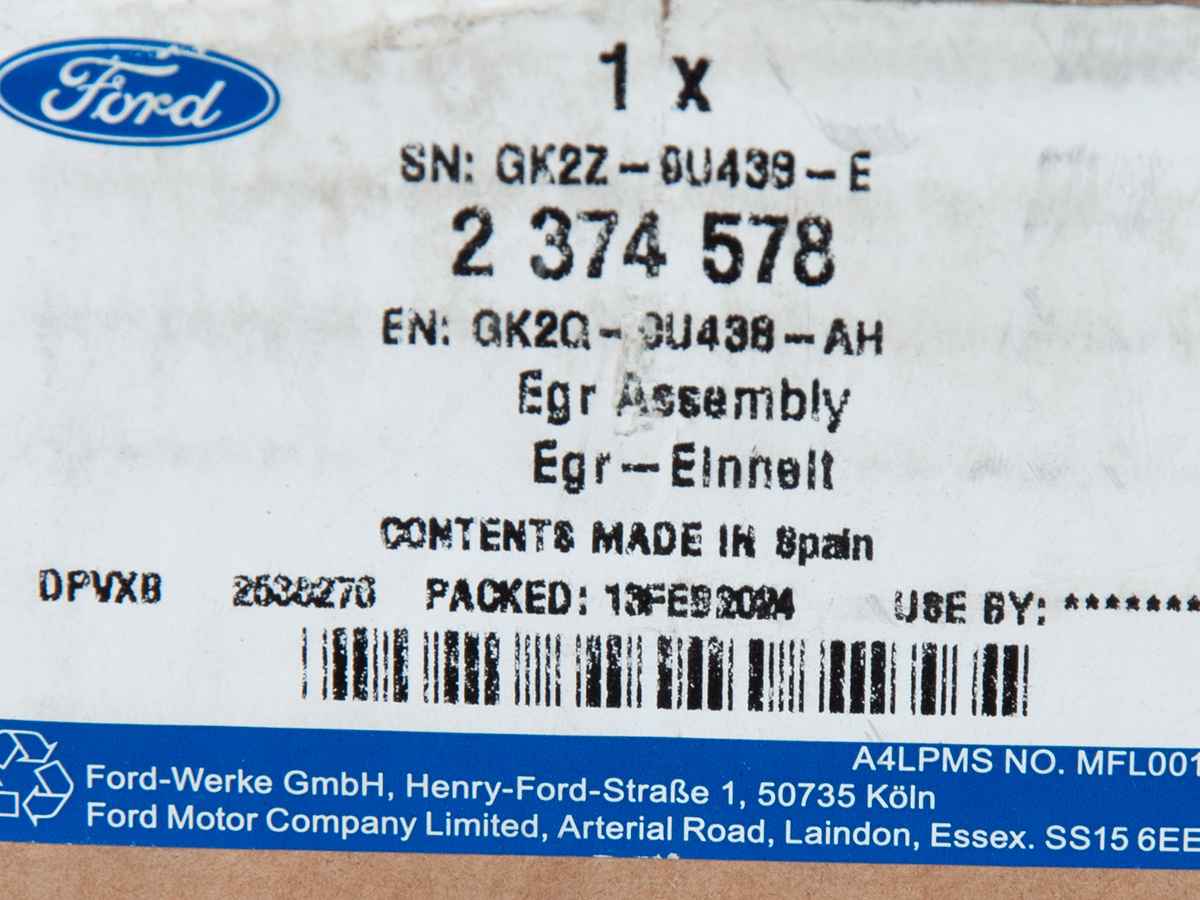 Ford
1 x
SN: GK2Z-9U438-E
2 374 578
EN: GK2Q-9U438-AH
Egr Assembly
Egr-Einheit
CONTENTS MADE IN Spain
DPVXB 2538276 PACKED: 13FEB2024 USE BY: *******
A4LPMS NO. MFL001
Ford-Werke GmbH, Henry-Ford-Straße 1, 50735 Köln
Ford Motor Company Limited, Arterial Road, Laindon, Essex. SS15 6EE